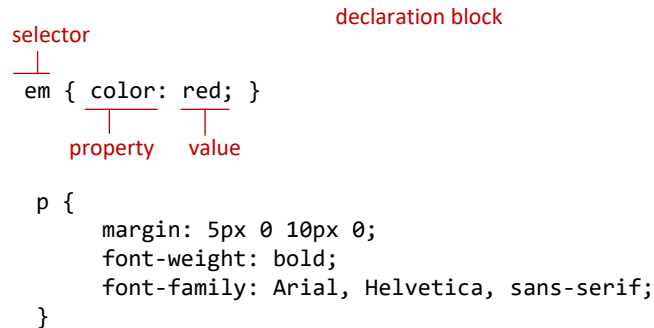 declaration block
selector
em { color: red; }
property value
p {
margin: 5px 0 10px 0;
font-weight: bold;
font-family: Arial, Helvetica, sans-serif;
}